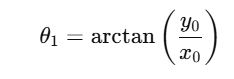 θ₁ = arctan(y₀/x₀)